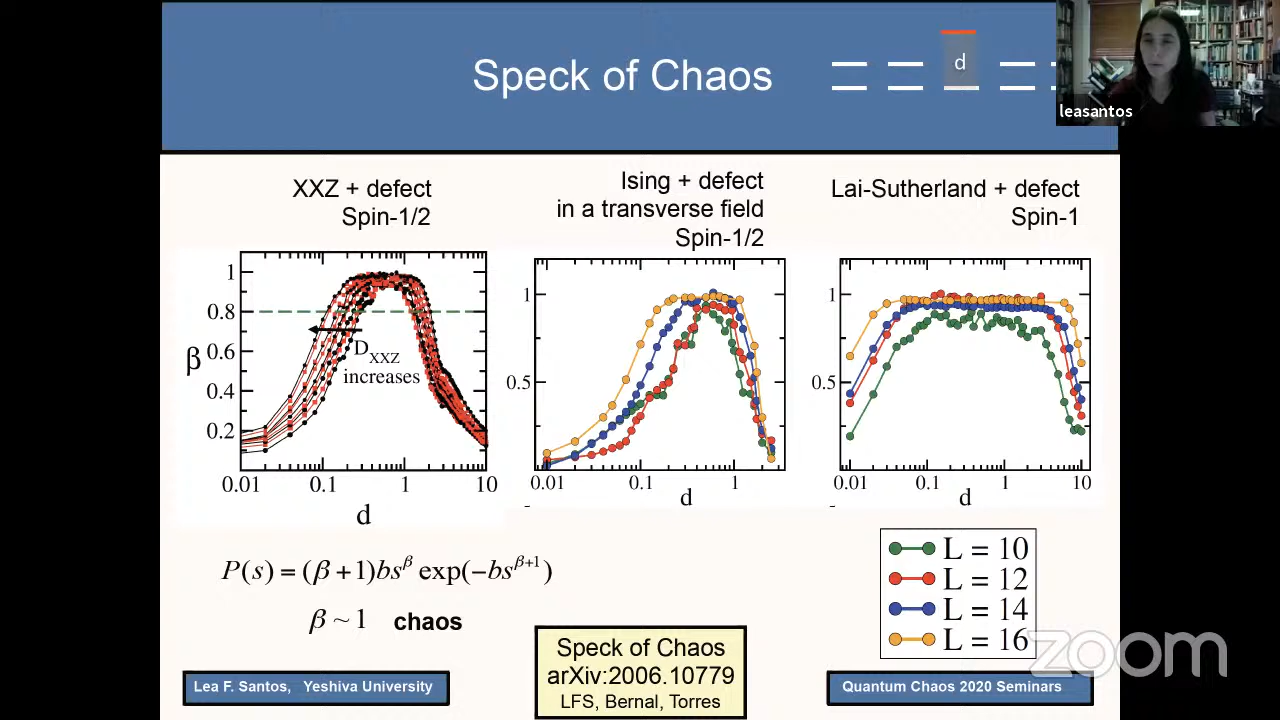 Speck of Chaos
d
leasantos
XXZ + defect
Spin-1/2
Ising + defect
in a transverse field
Spin-1/2
Lai-Sutherland + defect
Spin-1
1
0.8
β 0.6
0.4
0.2
D_XXZ
increases
0.01 0.1 1 10
d
1
0.5
0.01 0.1 1
d
1
0.5
0.01 0.1 1 10
d
P(s) = (β+1)bs^β exp(−bs^{β+1})
β ~ 1 chaos
L = 10
L = 12
L = 14
L = 16
Speck of Chaos
arXiv:2006.10779
LFS, Bernal, Torres
Lea F. Santos, Yeshiva University
Quantum Chaos 2020 Seminars
zoom